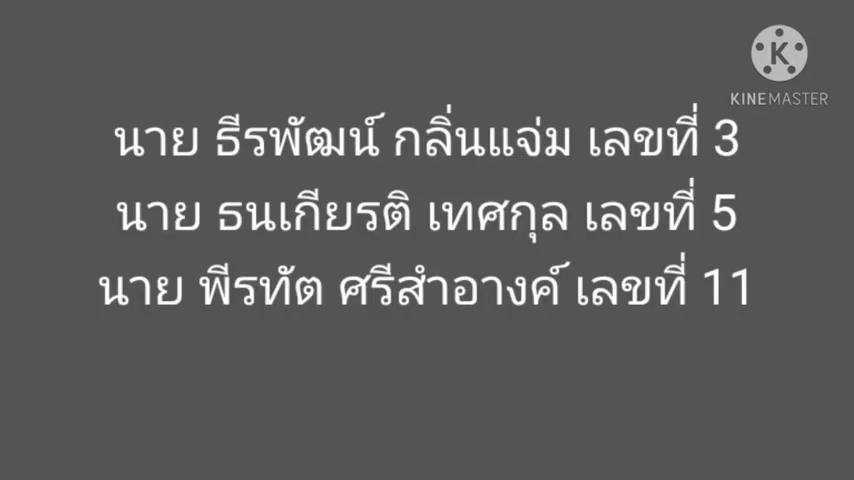 KINEMASTER
นาย ธีรพัฒน์ กลิ่นแจ่ม เลขที่ 3
นาย ธนเกียรติ เทศกุล เลขที่ 5
นาย พีรทัต ศรีสำอางค์ เลขที่ 11